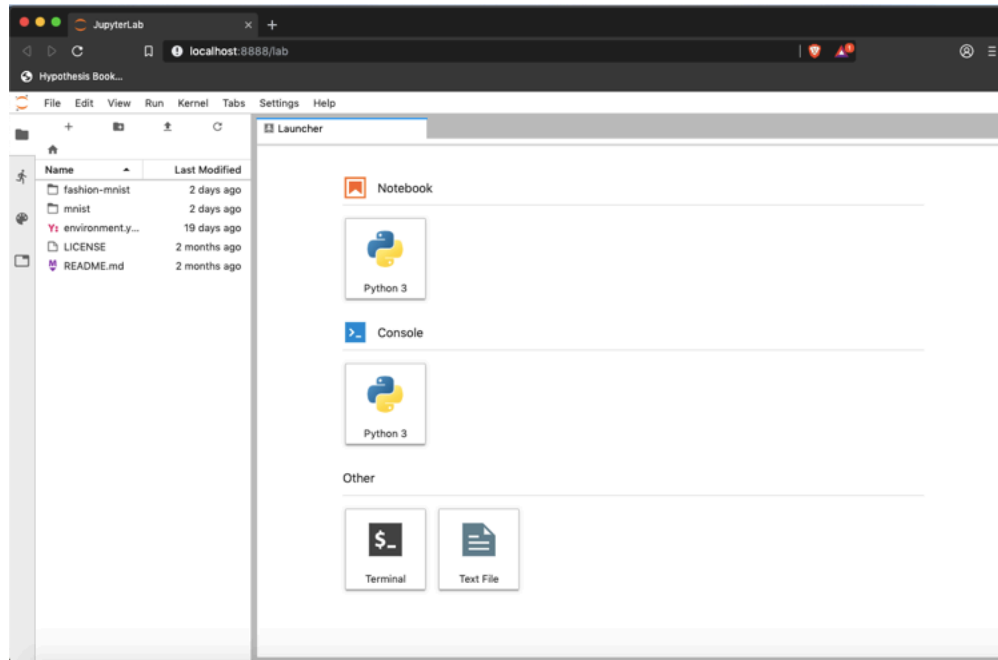 JupyterLab
localhost:8888/lab
Hypothesis Book...
File Edit View Run Kernel Tabs Settings Help
Launcher
Name Last Modified
fashion-mnist 2 days ago
mnist 2 days ago
Y: environment.y... 19 days ago
LICENSE 2 months ago
M README.md 2 months ago
Notebook
Python 3
>_ Console
Python 3
Other
$_
Terminal Text File